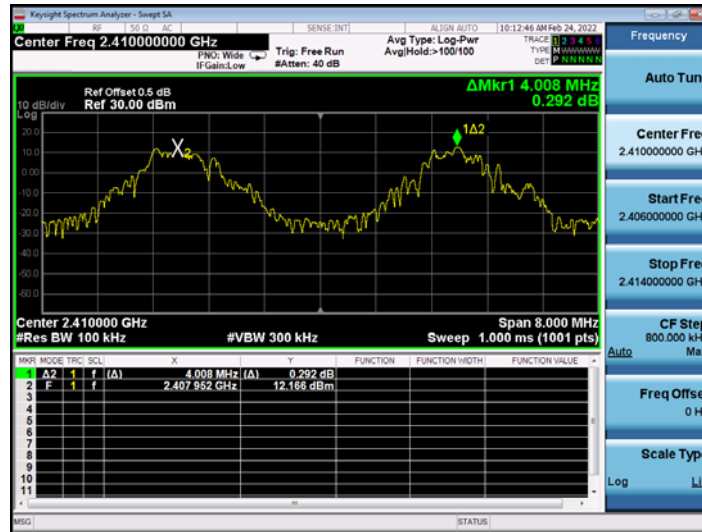 Keysight Spectrum Analyzer - Swept SA
RF 50 Ω AC SENSE:INT ALIGN AUTO 10:12:46 AM Feb 24, 2022
Center Freq 2.410000000 GHz
PNO: Wide
IFGain:Low
Trig: Free Run
#Atten: 40 dB
Avg Type: Log-Pwr
Avg|Hold:>100/100
TRACE 1 2 3 4 5 6
TYPE M WWWWW
DET P N N N N N
Ref Offset 0.5 dB
Ref 30.00 dBm
10 dB/div
Log
ΔMkr1 4.008 MHz
0.292 dB
20.0
10.0
0.00
-10.0
-20.0
-30.0
-40.0
-50.0
-60.0
X2
1Δ2
Center 2.410000 GHz
#Res BW 100 kHz
#VBW 300 kHz
Span 8.000 MHz
Sweep 1.000 ms (1001 pts)
MKR MODE TRC SCL X Y FUNCTION FUNCTION WIDTH FUNCTION VALUE
1 Δ2 1 f (Δ) 4.008 MHz (Δ) 0.292 dB
2 F 1 f 2.407 952 GHz 12.166 dBm
3
4
5
6
7
8
9
10
11
MSG
STATUS
Frequency
Auto Tun
Center Fre
2.410000000 GH
Start Fre
2.406000000 GH
Stop Fre
2.414000000 GH
CF Step
800.000 kH
Auto Ma
Freq Offse
0 H
Scale Typ
Log Li